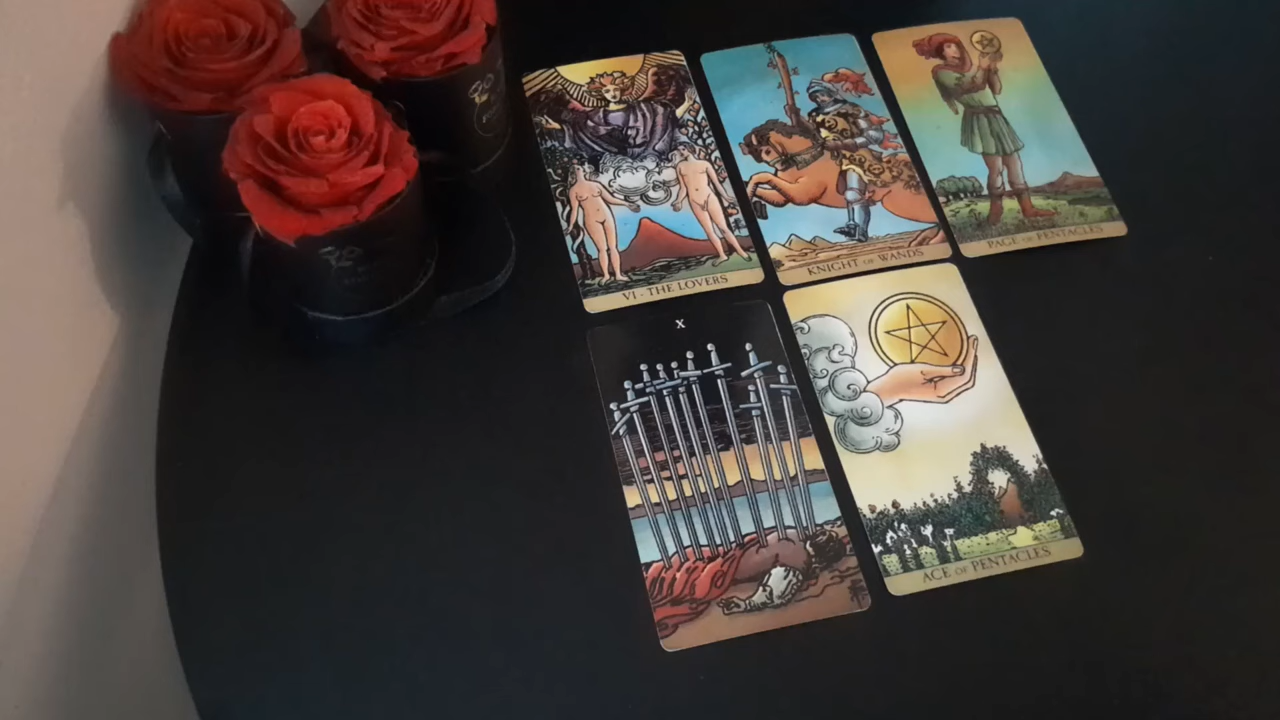 VI - THE LOVERS
KNIGHT OF WANDS
PAGE OF PENTACLES
X
ACE OF PENTACLES